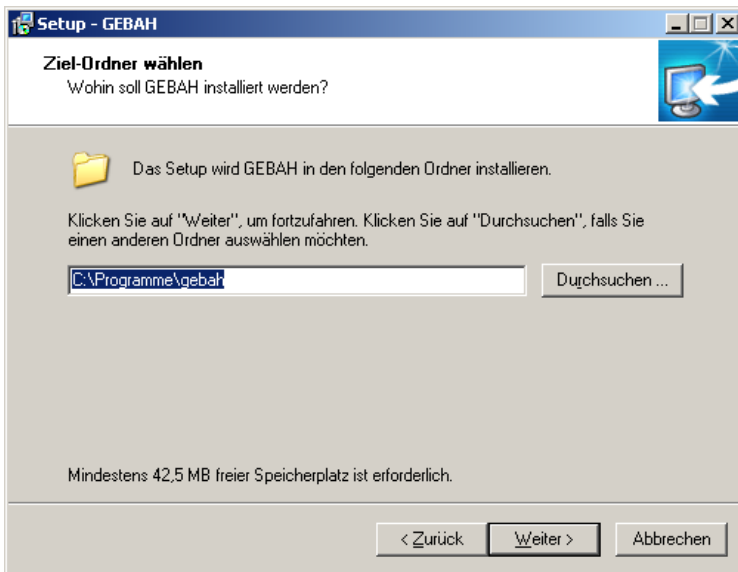 Setup - GEBAH
Ziel-Ordner wählen
Wohin soll GEBAH installiert werden?
Das Setup wird GEBAH in den folgenden Ordner installieren.
Klicken Sie auf "Weiter", um fortzufahren. Klicken Sie auf "Durchsuchen", falls Sie
einen anderen Ordner auswählen möchten.
C:\Programme\gebah
Durchsuchen ...
Mindestens 42,5 MB freier Speicherplatz ist erforderlich.
< Zurück
Weiter >
Abbrechen